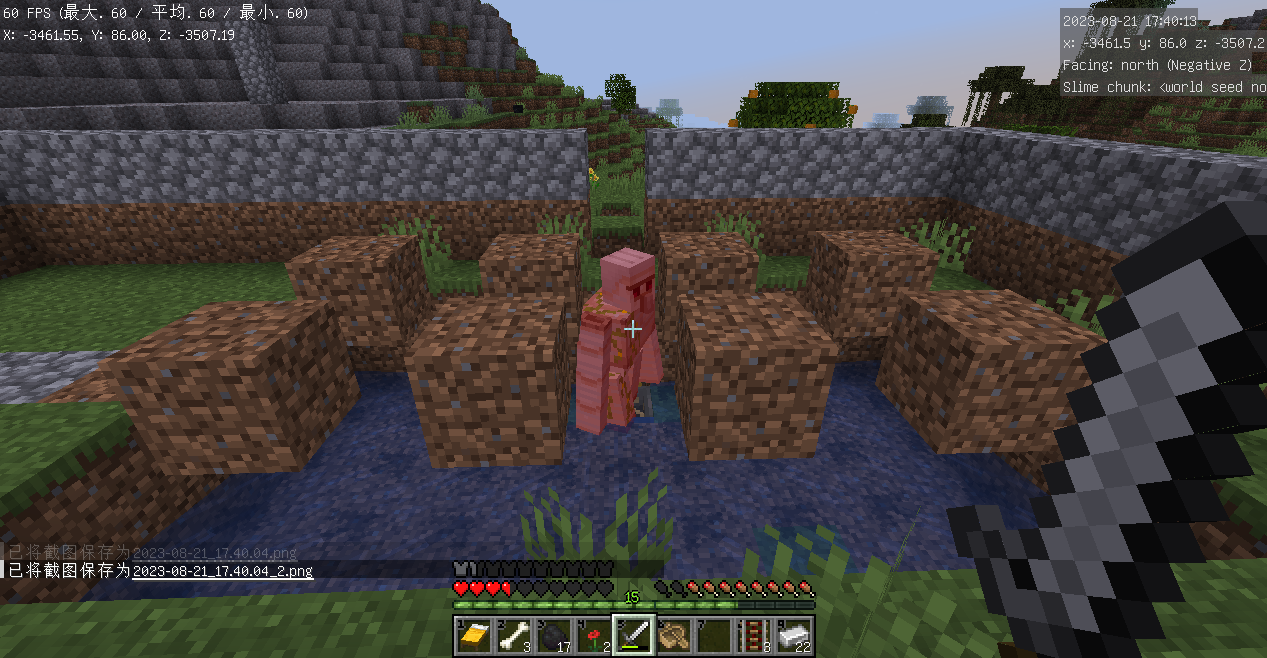 60 FPS (最大. 60 / 平均. 60 / 最小. 60)
X: -3461.55, Y: 86.00, Z: -3507.19
2023-08-21 17:40:13
x: -3461.5 y: 86.0 z: -3507.2
Facing: north (Negative Z)
Slime chunk: <world seed no
已将截图保存为2023-08-21_17.40.04.png
已将截图保存为2023-08-21_17.40.04_2.png
15
3 17 2 8 22